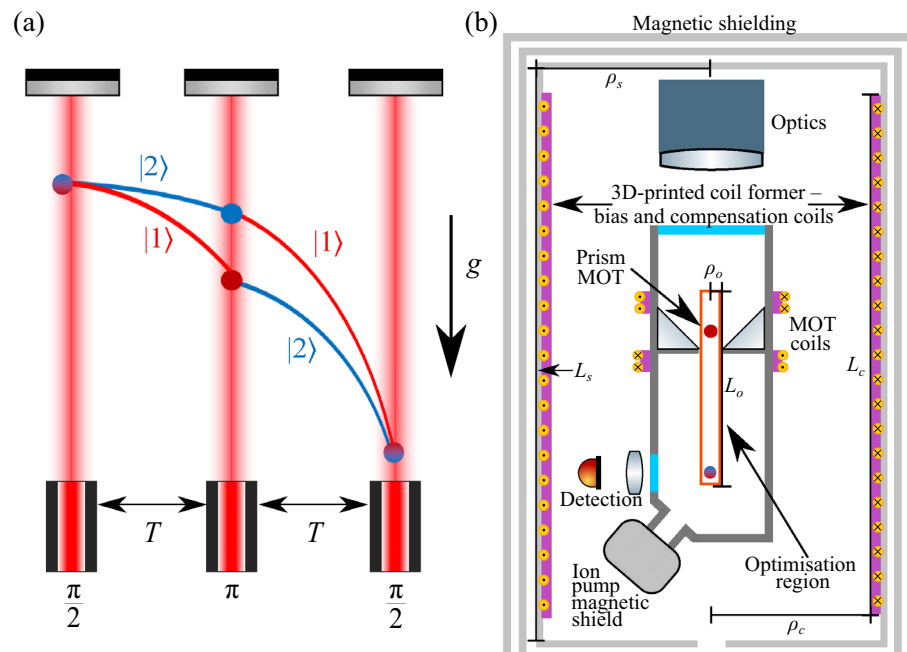 (a)
|2⟩
|1⟩
|1⟩
|2⟩
g
T
T
π
2
π
π
2
(b)
Magnetic shielding
ρs
Optics
3D-printed coil former –
bias and compensation coils
Prism
MOT
ρo
MOT
coils
Ls
Lo
Lc
Detection
Ion
pump
magnetic
shield
Optimisation
region
ρc